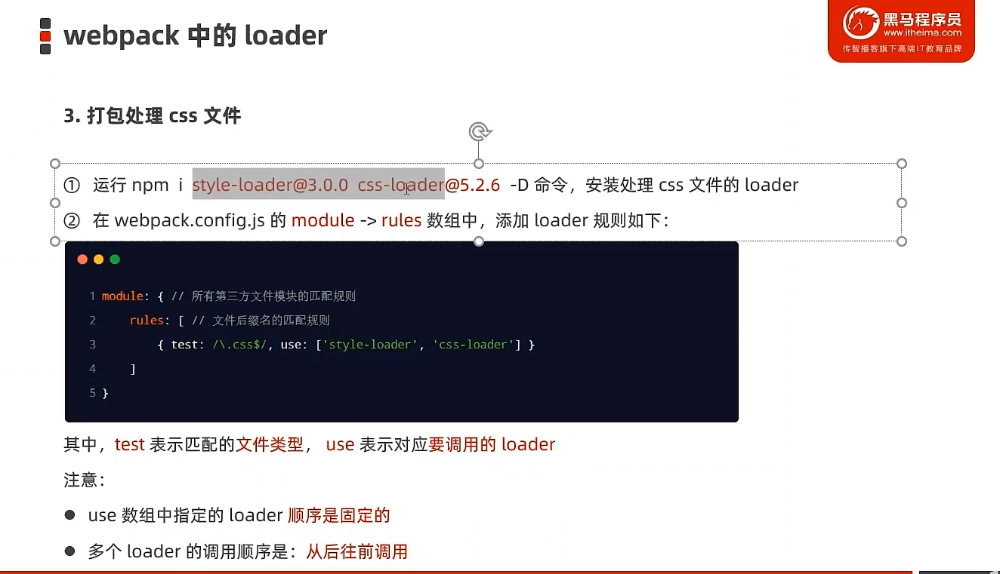 webpack 中的 loader
黑马程序员
www.itheima.com
传智播客旗下高端IT教育品牌
3. 打包处理 css 文件
① 运行 npm i style-loader@3.0.0 css-loader@5.2.6 -D 命令，安装处理 css 文件的 loader
② 在 webpack.config.js 的 module -> rules 数组中，添加 loader 规则如下：
1 module: { // 所有第三方文件模块的匹配规则
2 rules: [ // 文件后缀名的匹配规则
3 { test: /\.css$/, use: ['style-loader', 'css-loader'] }
4 ]
5 }
其中，test 表示匹配的文件类型， use 表示对应要调用的 loader
注意：
● use 数组中指定的 loader 顺序是固定的
● 多个 loader 的调用顺序是：从后往前调用